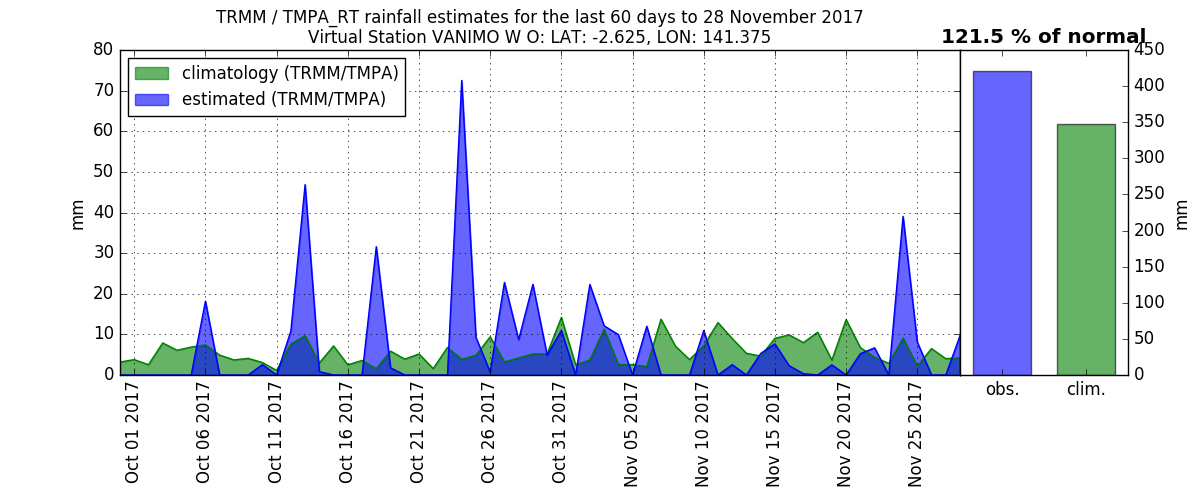 TRMM / TMPA_RT rainfall estimates for the last 60 days to 28 November 2017
Virtual Station VANIMO W O: LAT: -2.625, LON: 141.375
121.5 % of normal
climatology (TRMM/TMPA)
estimated (TRMM/TMPA)
80
70
60
50
40
30
20
10
0
mm
Oct 01 2017
Oct 06 2017
Oct 11 2017
Oct 16 2017
Oct 21 2017
Oct 26 2017
Oct 31 2017
Nov 05 2017
Nov 10 2017
Nov 15 2017
Nov 20 2017
Nov 25 2017
obs.
clim.
450
400
350
300
250
200
150
100
50
0
mm